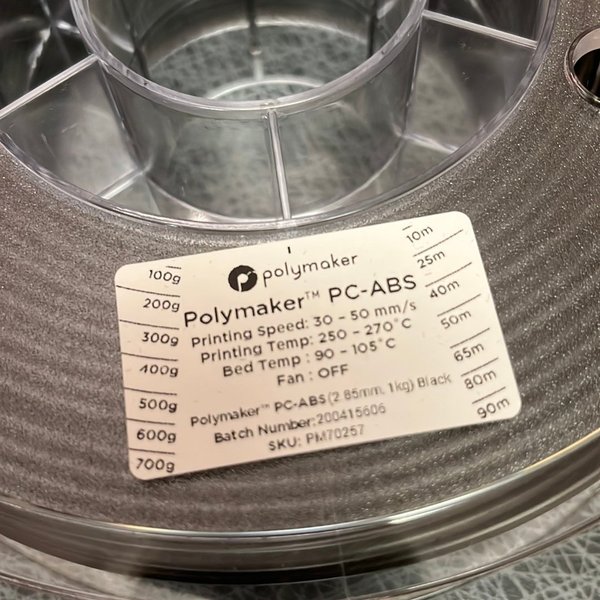 polymaker
Polymaker™ PC-ABS
Printing Speed: 30 - 50 mm/s
Printing Temp: 250 - 270°C
Bed Temp : 90 - 105°C
Fan : OFF
Polymaker™ PC-ABS(2.85mm, 1kg) Black
Batch Number:200415606
SKU: PM70257
100g
200g
300g
400g
500g
600g
700g
10m
25m
40m
50m
65m
80m
90m